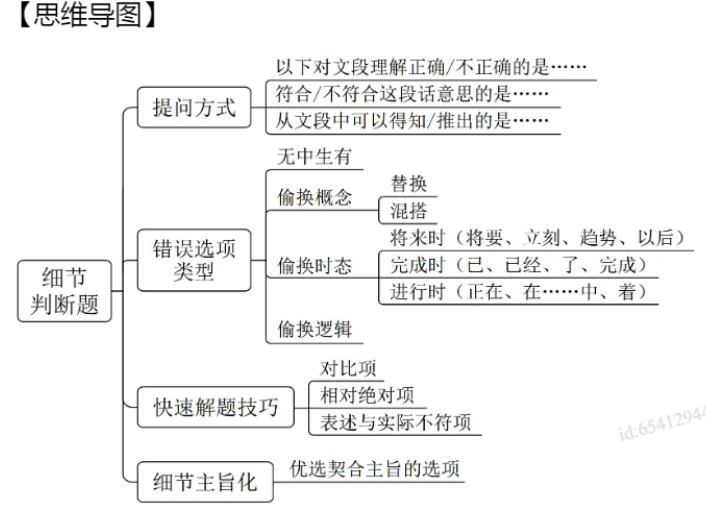 【思维导图】
以下对文段理解正确/不正确的是……
提问方式
符合/不符合这段话意思的是……
从文段中可以得知/推出的是……
无中生有
偷换概念
替换
混搭
错误选项
类型
偷换时态
将来时（将要、立刻、趋势、以后）
完成时（已、已经、了、完成）
进行时（正在、在……中、着）
细节
判断题
偷换逻辑
快速解题技巧
对比项
相对绝对项
表述与实际不符项
细节主旨化
优选契合主旨的选项
id:65412944